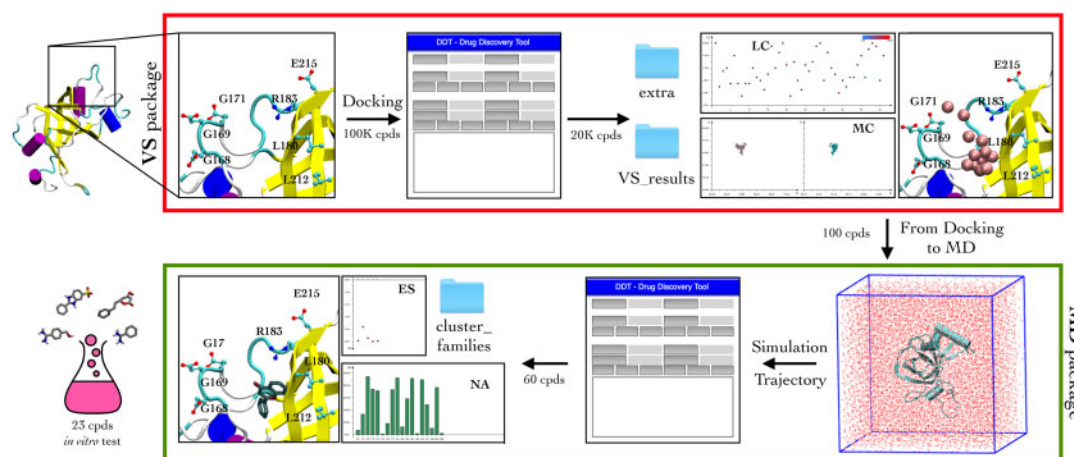 VS package
G171
G169
G168
E215
R183
L180
L212
Docking
100K cpds
DDT - Drug Discovery Tool
20K cpds
extra
VS_results
LC
MC
E215
G171
R183
G169
L180
G168
L212
100 cpds
From Docking
to MD
MD package
Simulation
Trajectory
DDT - Drug Discovery Tool
60 cpds
cluster_
families
ES
NA
E215
R183
G17
L180
G169
G168
L212
23 cpds
in vitro test